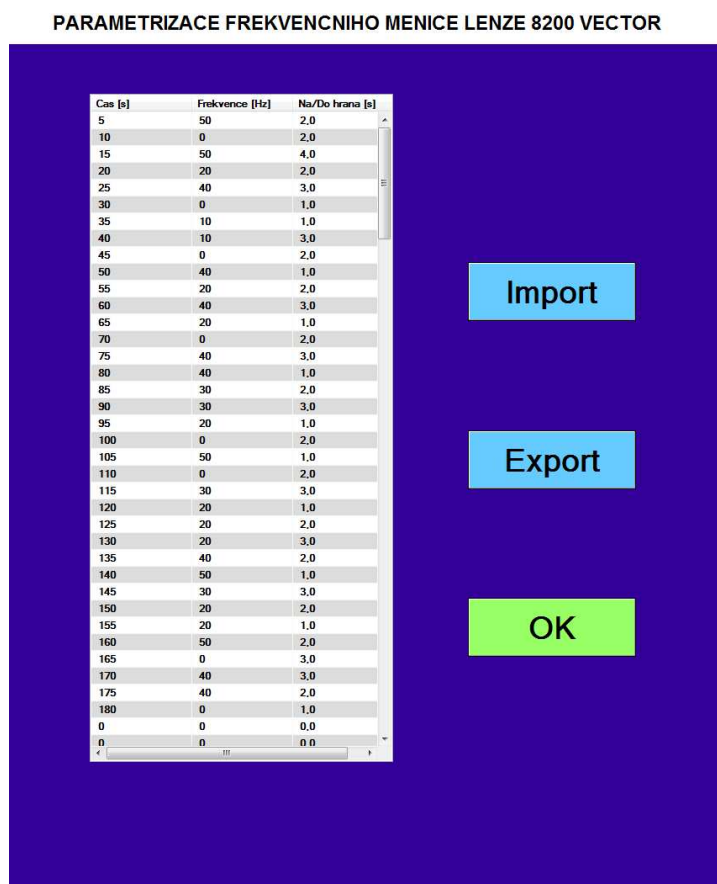 PARAMETRIZACE FREKVENCNIHO MENICE LENZE 8200 VECTOR
Cas [s] Frekvence [Hz] Na/Do hrana [s]
5 50 2,0
10 0 2,0
15 50 4,0
20 20 2,0
25 40 3,0
30 0 1,0
35 10 1,0
40 10 3,0
45 0 2,0
50 40 1,0
55 20 2,0
60 40 3,0
65 20 1,0
70 0 2,0
75 40 3,0
80 40 1,0
85 30 2,0
90 30 3,0
95 20 1,0
100 0 2,0
105 50 1,0
110 0 2,0
115 30 3,0
120 20 1,0
125 20 2,0
130 20 3,0
135 40 2,0
140 50 1,0
145 30 3,0
150 20 2,0
155 20 1,0
160 50 2,0
165 0 3,0
170 40 3,0
175 40 2,0
180 0 1,0
0 0 0,0
0 0 0,0
Import
Export
OK